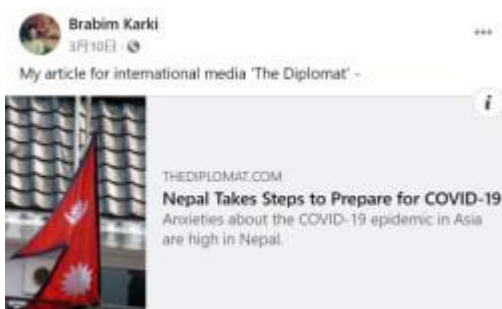 Brabim Karki
3月10日 ·
My article for international media 'The Diplomat' -
i
THEDIPLOMAT.COM
Nepal Takes Steps to Prepare for COVID-19
Anxieties about the COVID-19 epidemic in Asia
are high in Nepal.